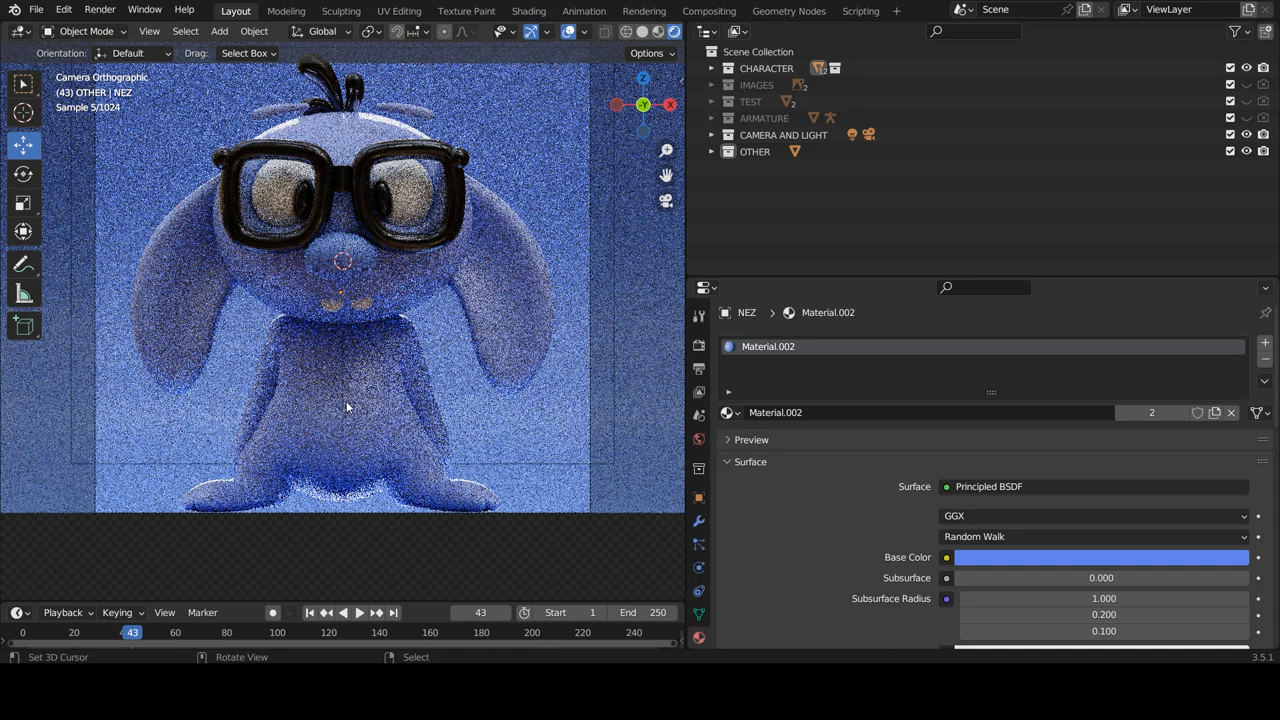 File Edit Render Window Help Layout Modeling Sculpting UV Editing Texture Paint Shading Animation Rendering Compositing Geometry Nodes Scripting + Scene ViewLayer
Object Mode View Select Add Object Global
Orientation: Default Drag: Select Box Options
Camera Orthographic
(43) OTHER | NEZ
Sample 5/1024
Z
-Y
X
Scene Collection
CHARACTER 12
IMAGES 2
TEST 2
ARMATURE
CAMERA AND LIGHT
OTHER
NEZ > Material.002
Material.002
Material.002 2
Preview
Surface
Surface Principled BSDF
GGX
Random Walk
Base Color
Subsurface 0.000
Subsurface Radius 1.000
0.200
0.100
Playback Keying View Marker 43 Start 1 End 250
0 20 43 60 80 100 120 140 160 180 200 220 240
Set 3D Cursor Rotate View Select 3.5.1